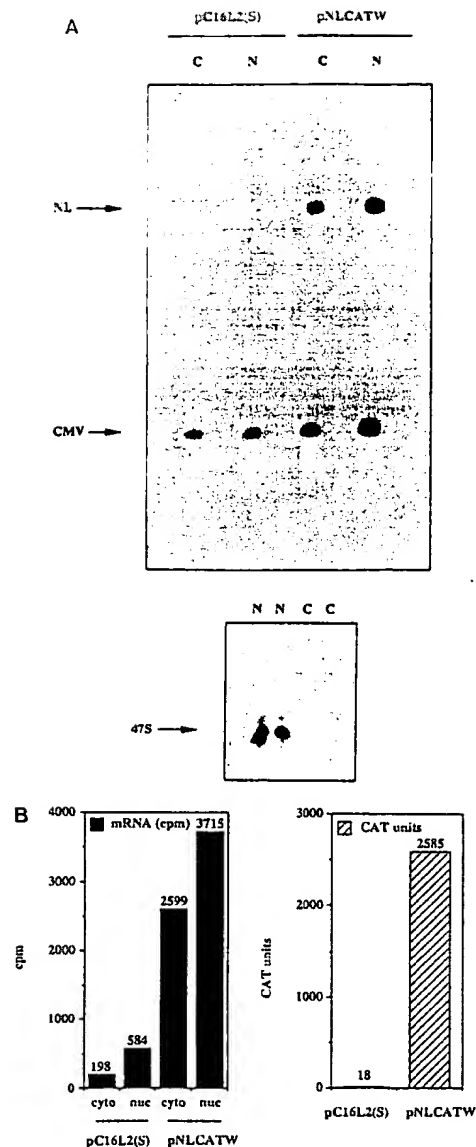 A
pC16L2(S) pNLCATW
C N C N
NL
CMV
N N C C
47S
B
4000
3000
2000
1000
0
cpm
mRNA (cpm)
198
584
2599
3715
cyto nuc cyto nuc
pC16L2(S) pNLCATW
3000
2000
1000
0
CAT units
CAT units
18
2585
pC16L2(S) pNLCATW